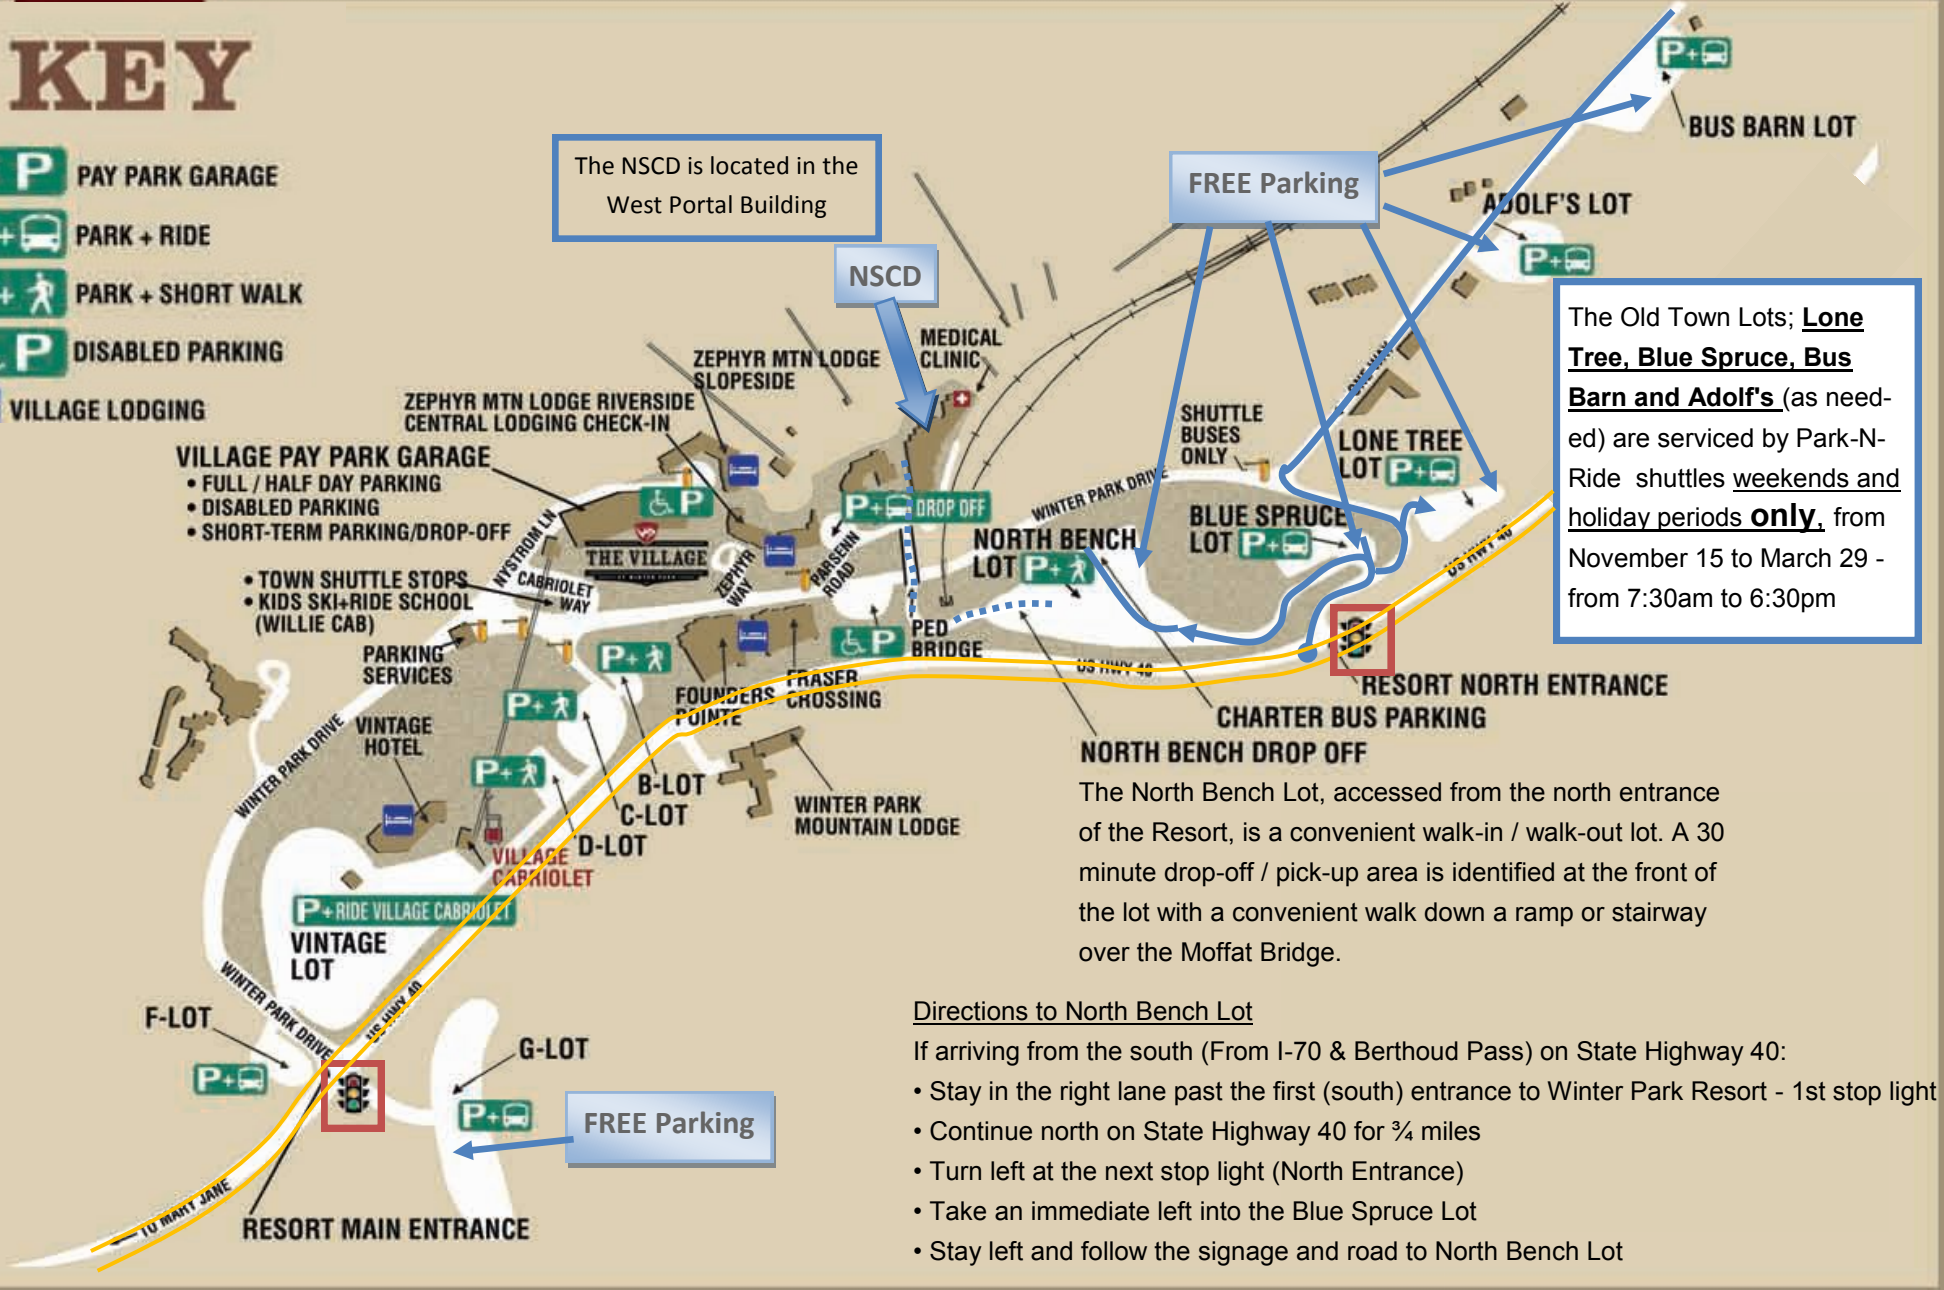 KEY
P PAY PARK GARAGE
+ PARK + RIDE
+ PARK + SHORT WALK
P DISABLED PARKING
VILLAGE LODGING
The NSCD is located in the
West Portal Building
NSCD
FREE Parking
P+
BUS BARN LOT
ADOLF'S LOT
P+
The Old Town Lots; Lone
Tree, Blue Spruce, Bus
Barn and Adolf's (as need-
ed) are serviced by Park-N-
Ride shuttles weekends and
holiday periods only, from
November 15 to March 29 -
from 7:30am to 6:30pm
MEDICAL
CLINIC
ZEPHYR MTN LODGE
SLOPESIDE
ZEPHYR MTN LODGE RIVERSIDE
CENTRAL LODGING CHECK-IN
VILLAGE PAY PARK GARAGE
• FULL / HALF DAY PARKING
• DISABLED PARKING
• SHORT-TERM PARKING/DROP-OFF
• TOWN SHUTTLE STOPS
• KIDS SKI+RIDE SCHOOL
(WILLIE CAB)
NYSTROM LN
CABRIOLET
WAY
P
THE VILLAGE
ZEPHYR
WAY
PARSENN
ROAD
P+ DROP OFF
ONE WAY
SHUTTLE
BUSES
ONLY
LONE TREE
LOT P+
WINTER PARK DRIVE
BLUE SPRUCE
LOT P+
NORTH BENCH
LOT P+
US HWY 40
P
PED
BRIDGE
US HWY 40
PARKING
SERVICES
P+
FOUNDERS
POINTE
FRASER
CROSSING
RESORT NORTH ENTRANCE
CHARTER BUS PARKING
NORTH BENCH DROP OFF
The North Bench Lot, accessed from the north entrance
of the Resort, is a convenient walk-in / walk-out lot. A 30
minute drop-off / pick-up area is identified at the front of
the lot with a convenient walk down a ramp or stairway
over the Moffat Bridge.
WINTER PARK DRIVE
VINTAGE
HOTEL
P+
P+
B-LOT
C-LOT
D-LOT
WINTER PARK
MOUNTAIN LODGE
VILLAGE
CABRIOLET
P+RIDE VILLAGE CABRIOLET
VINTAGE
LOT
WINTER PARK DRIVE
US HWY 40
F-LOT
P+
G-LOT
P+
FREE Parking
TO MARY JANE
RESORT MAIN ENTRANCE
Directions to North Bench Lot
If arriving from the south (From I-70 & Berthoud Pass) on State Highway 40:
• Stay in the right lane past the first (south) entrance to Winter Park Resort - 1st stop light
• Continue north on State Highway 40 for ¾ miles
• Turn left at the next stop light (North Entrance)
• Take an immediate left into the Blue Spruce Lot
• Stay left and follow the signage and road to North Bench Lot